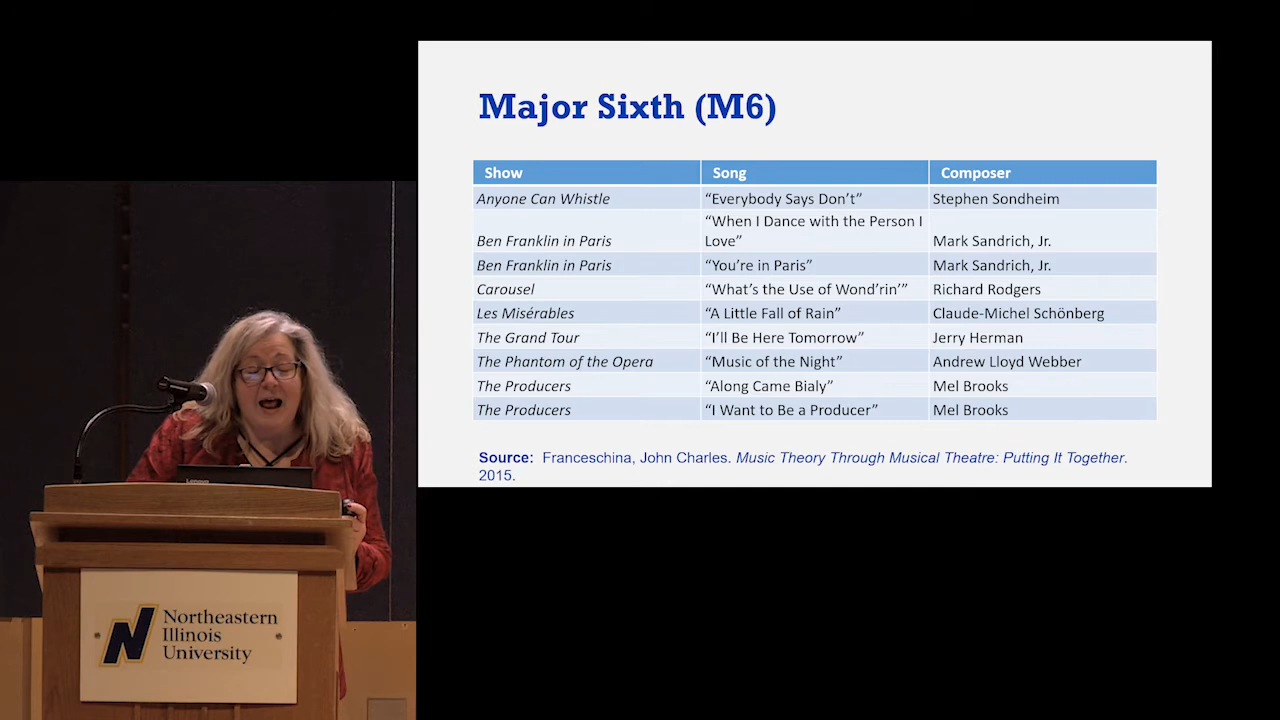 Major Sixth (M6)
Show Song Composer
Anyone Can Whistle “Everybody Says Don’t” Stephen Sondheim
“When I Dance with the Person I
Ben Franklin in Paris Love” Mark Sandrich, Jr.
Ben Franklin in Paris “You’re in Paris” Mark Sandrich, Jr.
Carousel “What’s the Use of Wond’rin’” Richard Rodgers
Les Misérables “A Little Fall of Rain” Claude-Michel Schönberg
The Grand Tour “I’ll Be Here Tomorrow” Jerry Herman
The Phantom of the Opera “Music of the Night” Andrew Lloyd Webber
The Producers “Along Came Bialy” Mel Brooks
The Producers “I Want to Be a Producer” Mel Brooks
Source: Franceschina, John Charles. Music Theory Through Musical Theatre: Putting It Together.
2015.
Lenovo
N
Northeastern
Illinois
University